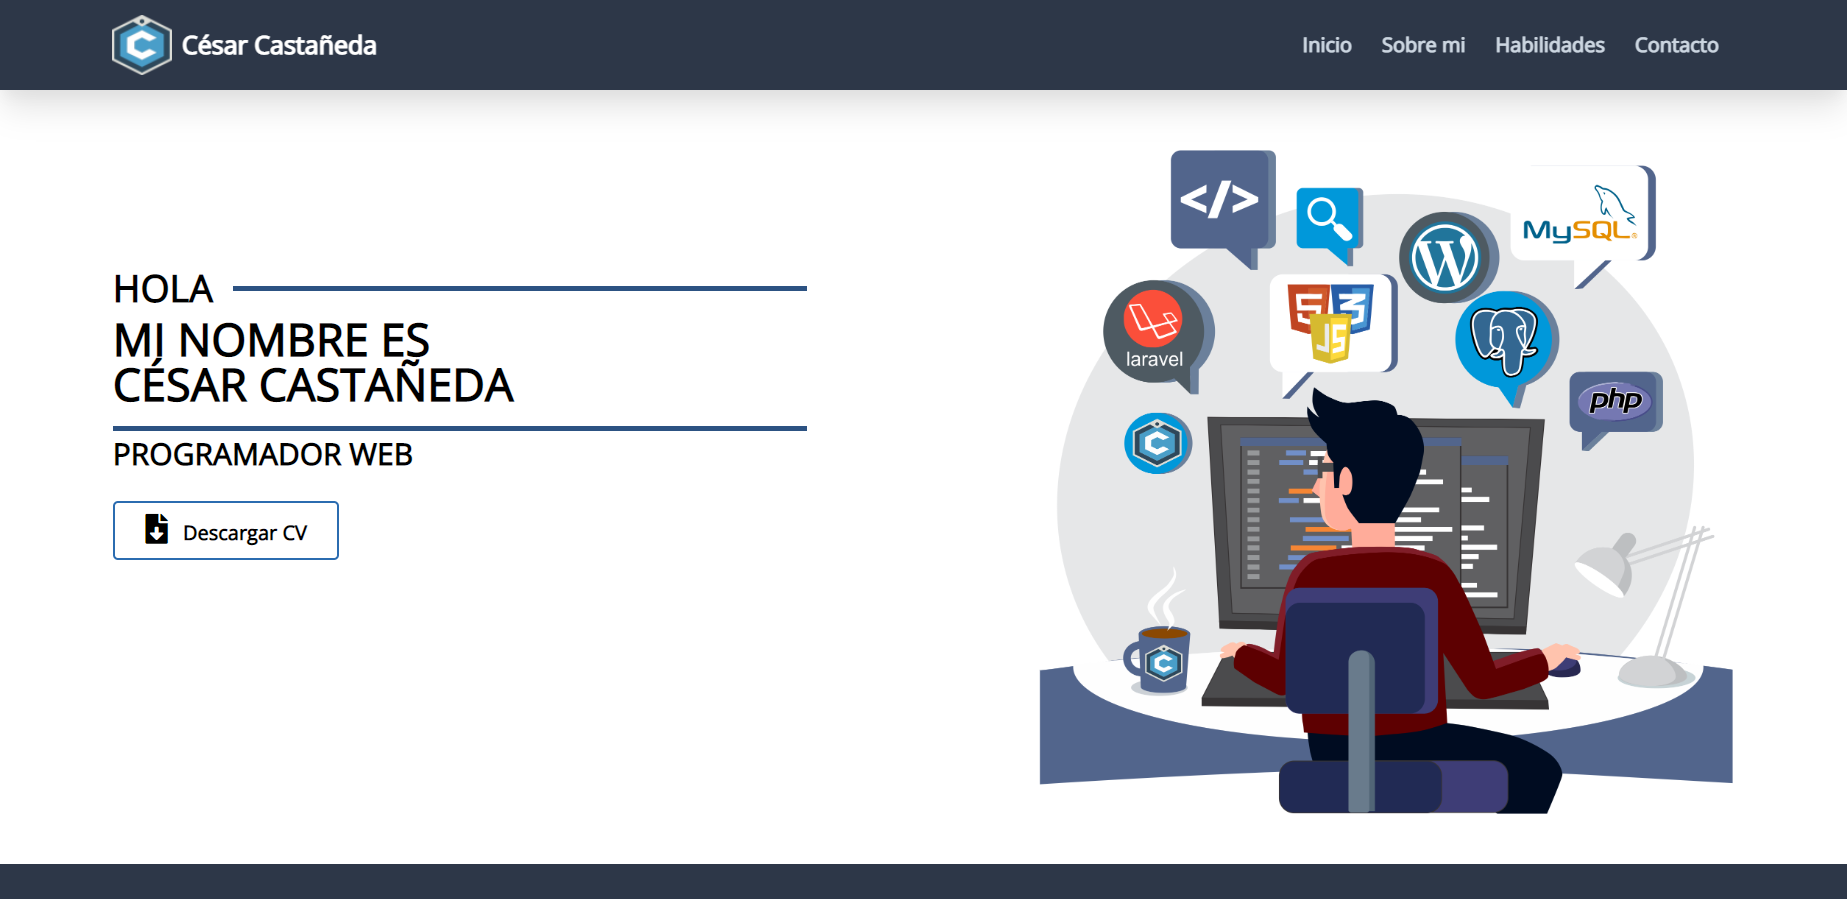 César Castañeda
Inicio Sobre mi Habilidades Contacto
HOLA
MI NOMBRE ES
CÉSAR CASTAÑEDA
PROGRAMADOR WEB
Descargar CV
</>
MySQL®
W
laravel
5 3
JS
php
C
C